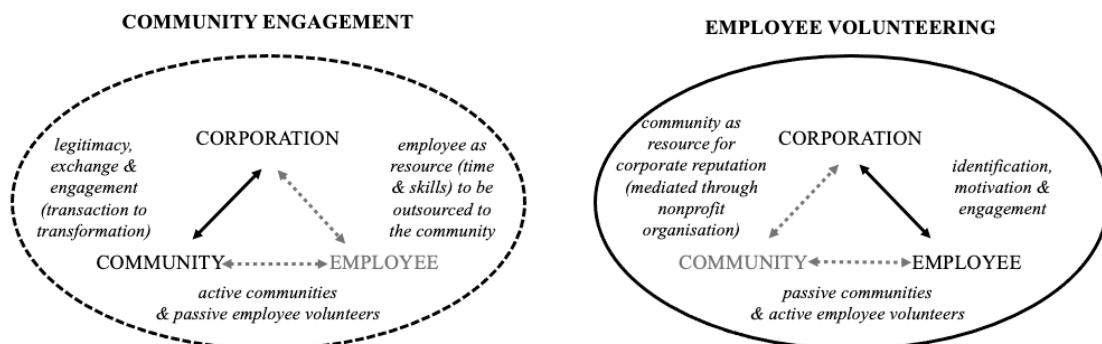 COMMUNITY ENGAGEMENT
legitimacy,
exchange &
engagement
(transaction to
transformation)
CORPORATION
employee as
resource (time
& skills) to be
outsourced to
the community
COMMUNITY
EMPLOYEE
active communities
& passive employee volunteers
EMPLOYEE VOLUNTEERING
community as
resource for
corporate reputation
(mediated through
nonprofit
organisation)
CORPORATION
identification,
motivation &
engagement
COMMUNITY
EMPLOYEE
passive communities
& active employee volunteers